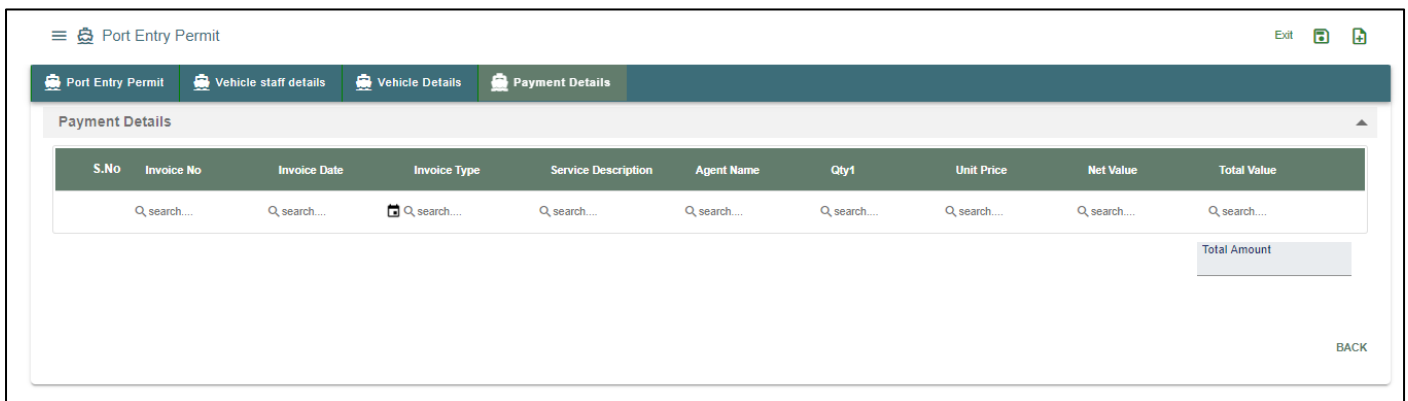 Port Entry Permit Exit
Port Entry Permit Vehicle staff details Vehicle Details Payment Details
Payment Details
S.No Invoice No Invoice Date Invoice Type Service Description Agent Name Qty1 Unit Price Net Value Total Value
search.... search.... search.... search.... search.... search.... search.... search.... search....
Total Amount
BACK